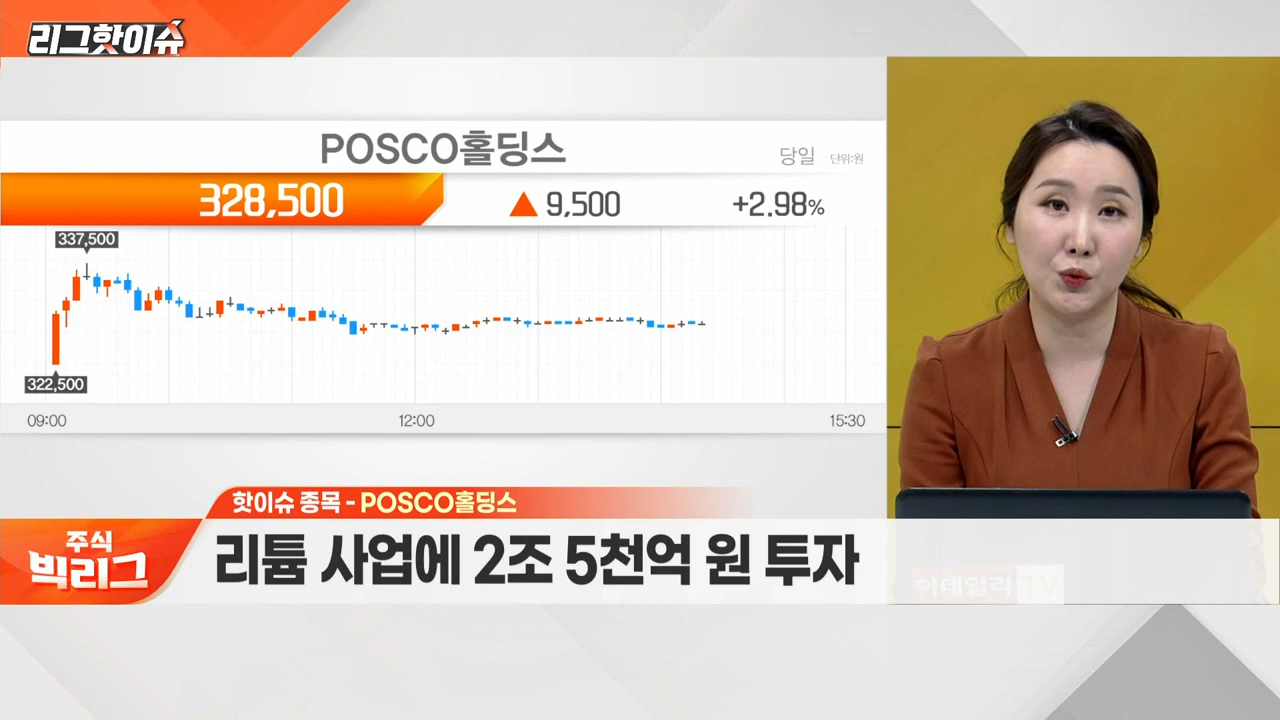 리그핫이슈
POSCO홀딩스
당일 단위:원
328,500 ▲ 9,500 +2.98%
337,500
322,500
09:00 12:00 15:30
핫이슈 종목 - POSCO홀딩스
주식
빅리그
리튬 사업에 2조 5천억 원 투자
이데일리 TV